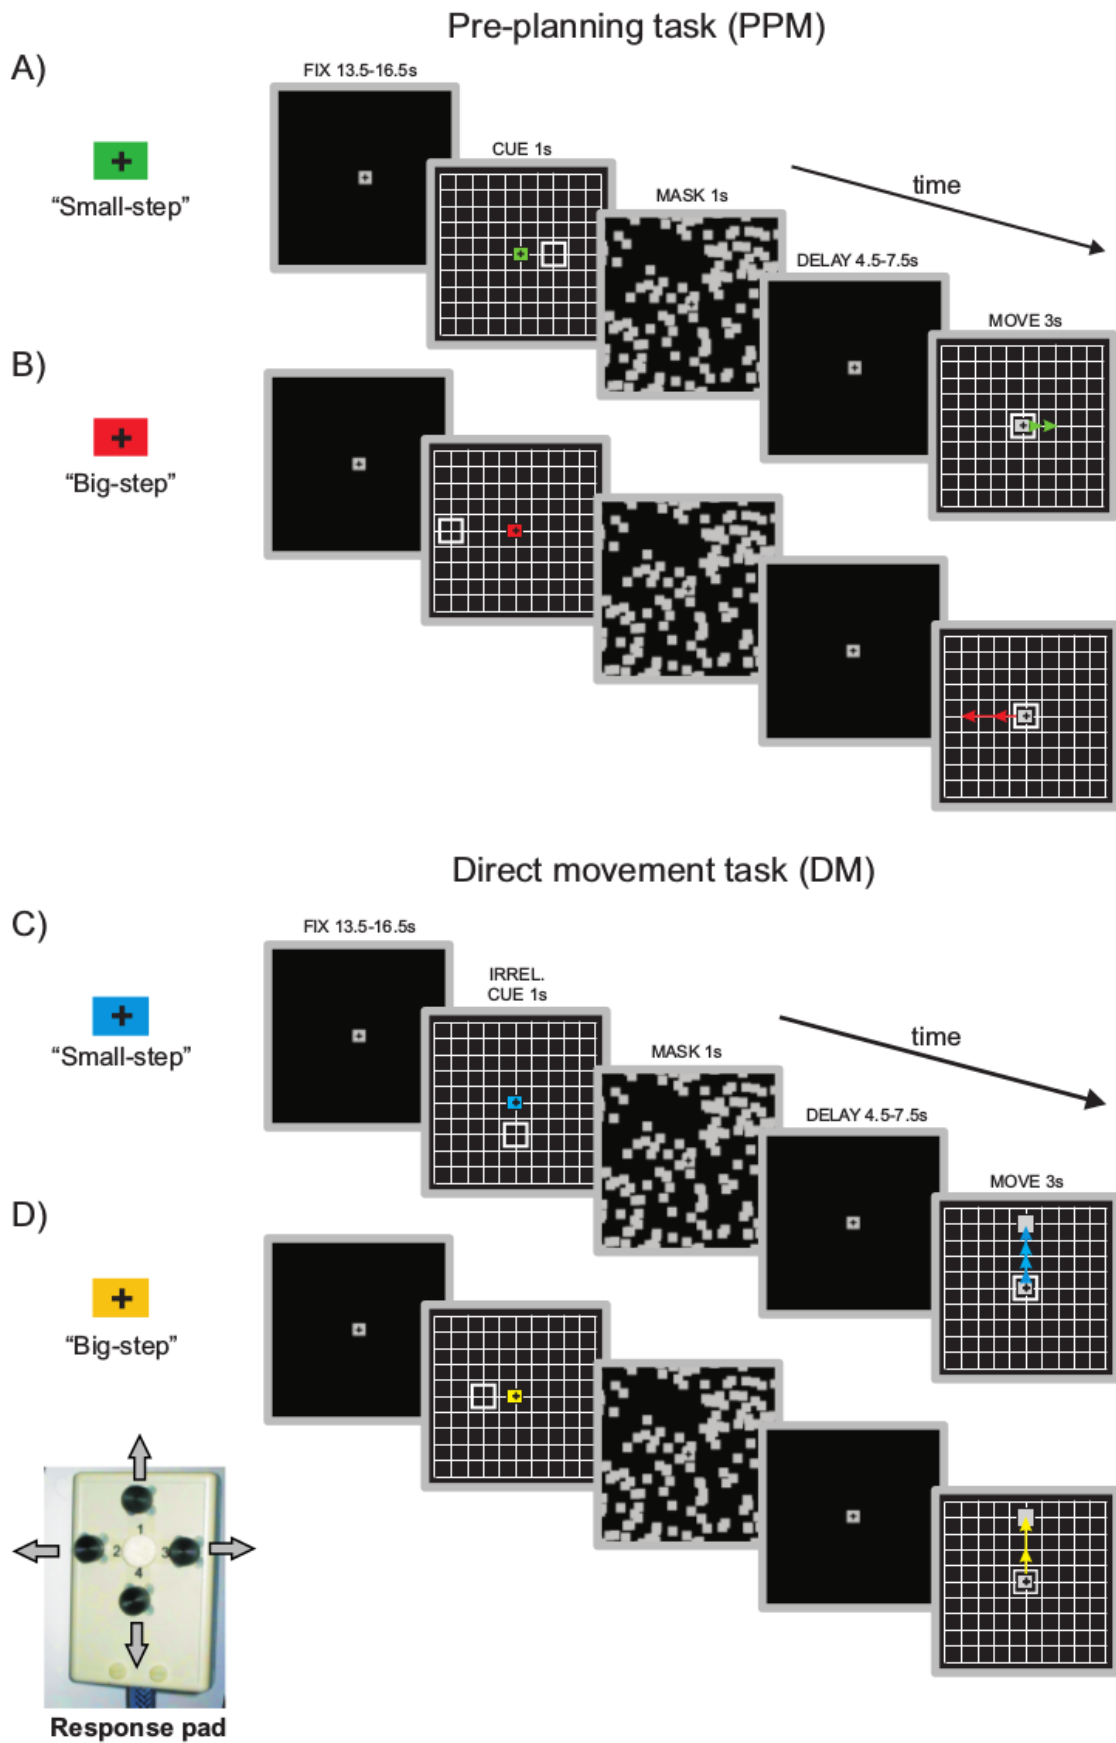 Pre-planning task (PPM)
A)
FIX 13.5-16.5s
CUE 1s
"Small-step"
MASK 1s
time
DELAY 4.5-7.5s
MOVE 3s
B)
"Big-step"
Direct movement task (DM)
C)
FIX 13.5-16.5s
IRREL.
CUE 1s
"Small-step"
MASK 1s
time
DELAY 4.5-7.5s
MOVE 3s
D)
"Big-step"
1
2 3
4
Response pad